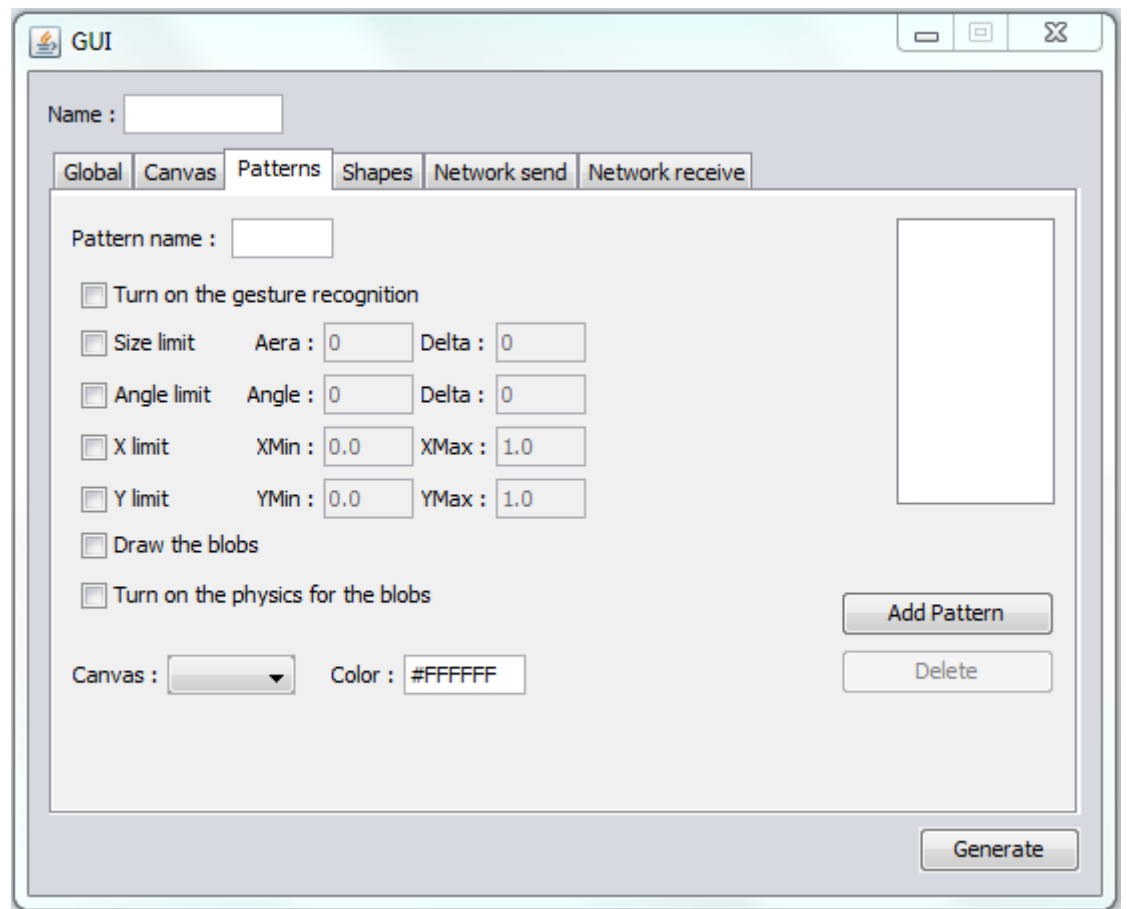 GUI
Name :
Global Canvas Patterns Shapes Network send Network receive
Pattern name :
Turn on the gesture recognition
Size limit Aera : 0 Delta : 0
Angle limit Angle : 0 Delta : 0
X limit XMin : 0.0 XMax : 1.0
Y limit YMin : 0.0 YMax : 1.0
Draw the blobs
Turn on the physics for the blobs
Add Pattern
Canvas : Color : #FFFFFF
Delete
Generate